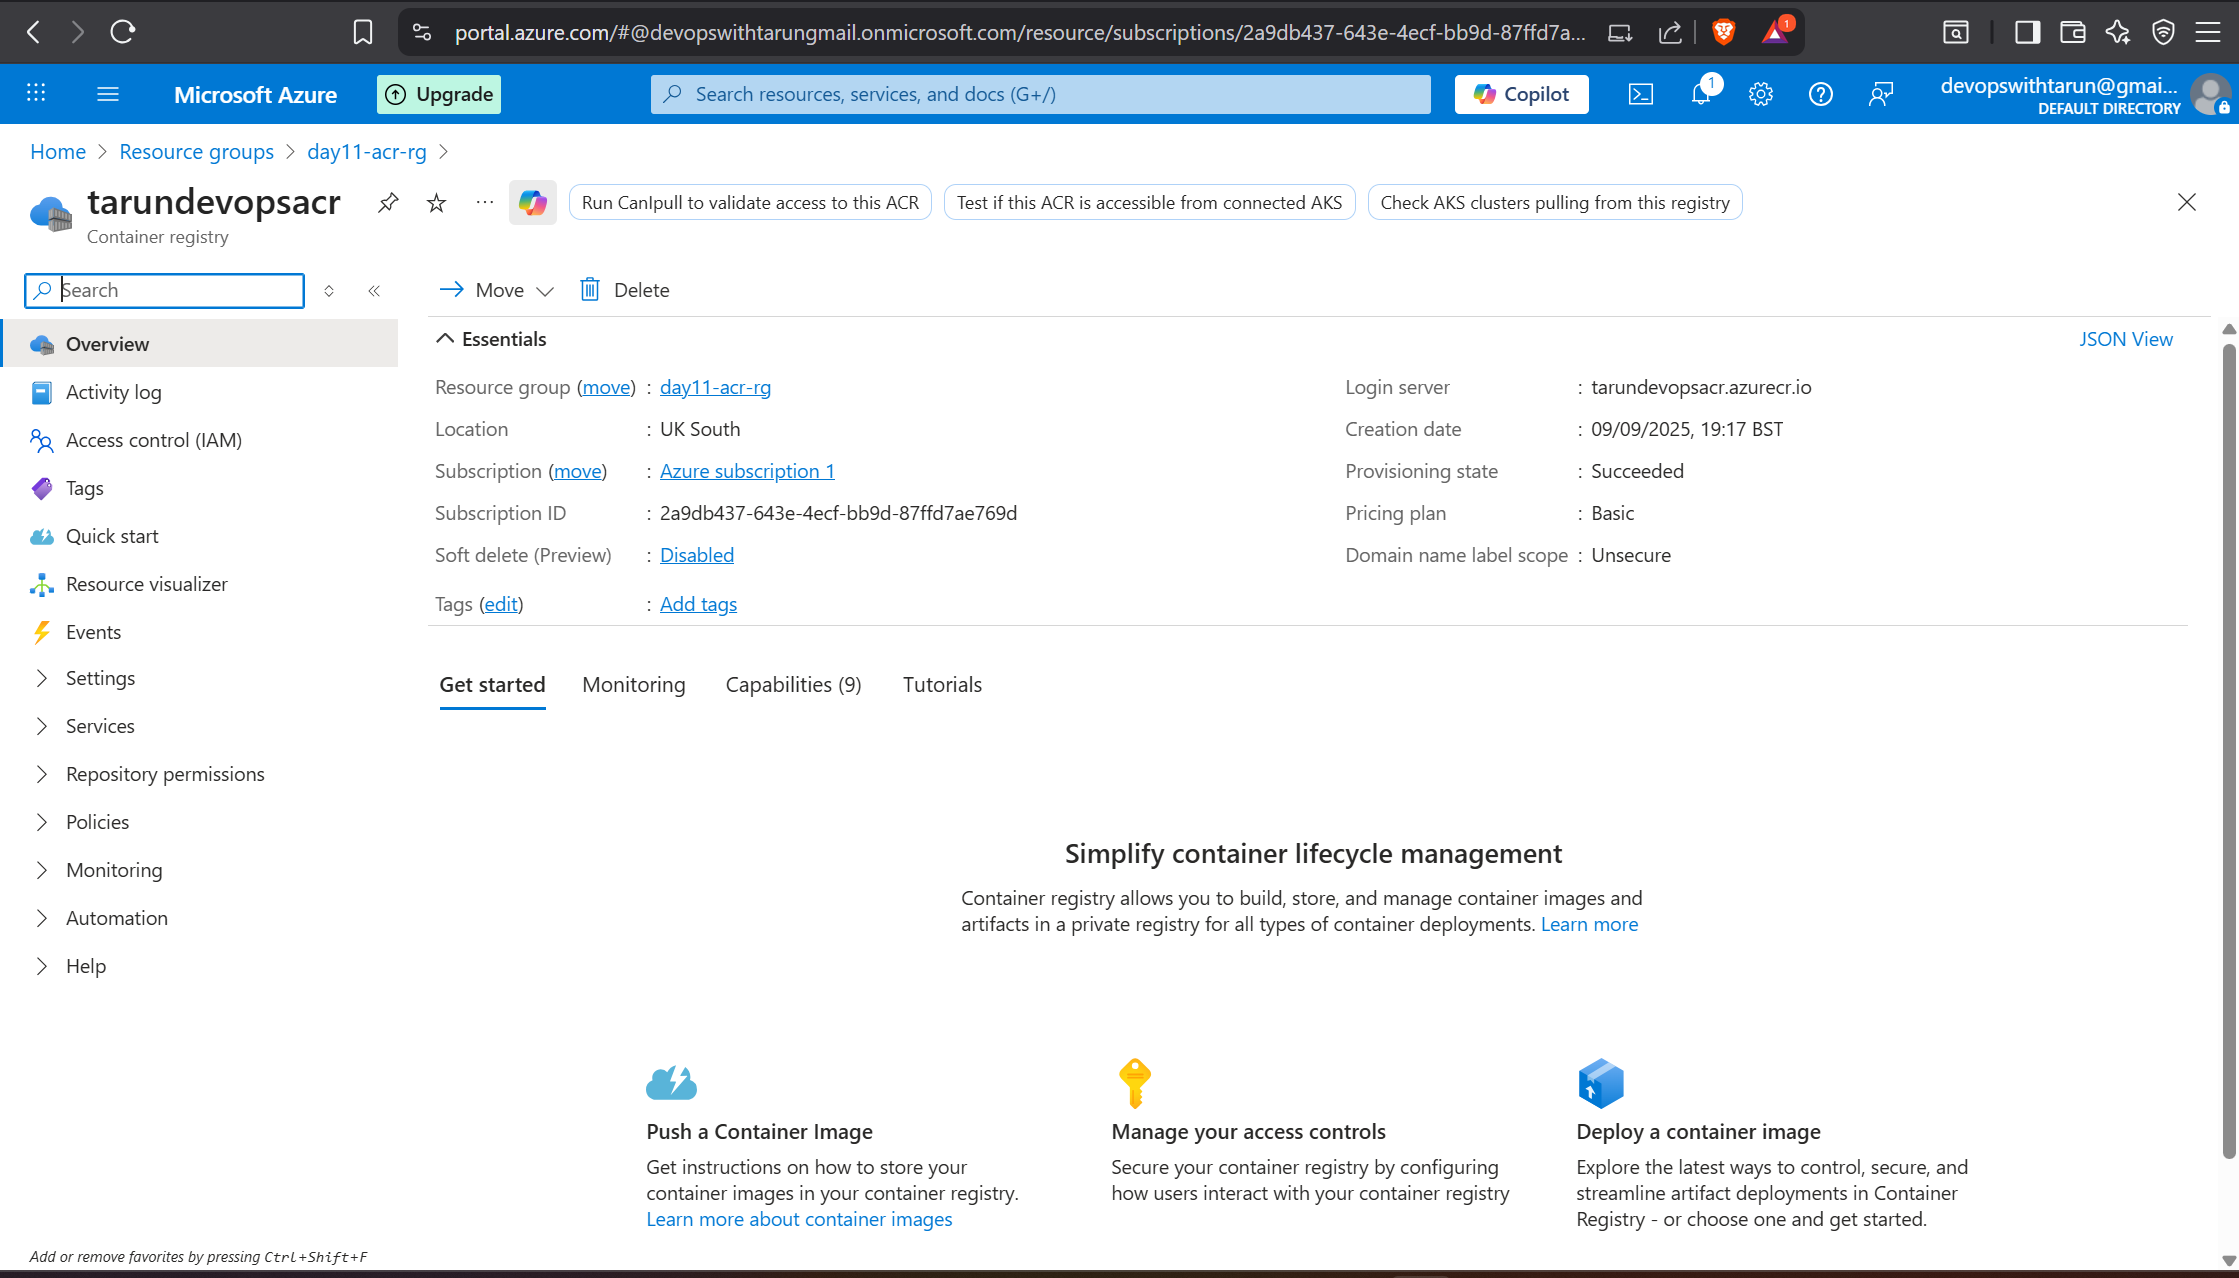 portal.azure.com/#@devopswithtarungmail.onmicrosoft.com/resource/subscriptions/2a9db437-643e-4ecf-bb9d-87ffd7a...
1
Microsoft Azure
Upgrade
Search resources, services, and docs (G+/)
Copilot
1
devopswithtarun@gmai...
DEFAULT DIRECTORY
Home > Resource groups > day11-acr-rg >
tarundevopsacr
Container registry
Run CanIpull to validate access to this ACR
Test if this ACR is accessible from connected AKS
Check AKS clusters pulling from this registry
Search
Overview
Activity log
Access control (IAM)
Tags
Quick start
Resource visualizer
Events
Settings
Services
Repository permissions
Policies
Monitoring
Automation
Help
Add or remove favorites by pressing Ctrl+Shift+F
Move
Delete
Essentials
JSON View
Resource group (move) : day11-acr-rg
Location : UK South
Subscription (move) : Azure subscription 1
Subscription ID : 2a9db437-643e-4ecf-bb9d-87ffd7ae769d
Soft delete (Preview) : Disabled
Tags (edit) : Add tags
Login server : tarundevopsacr.azurecr.io
Creation date : 09/09/2025, 19:17 BST
Provisioning state : Succeeded
Pricing plan : Basic
Domain name label scope : Unsecure
Get started
Monitoring
Capabilities (9)
Tutorials
Simplify container lifecycle management
Container registry allows you to build, store, and manage container images and
artifacts in a private registry for all types of container deployments. Learn more
Push a Container Image
Get instructions on how to store your
container images in your container registry.
Learn more about container images
Manage your access controls
Secure your container registry by configuring
how users interact with your container registry
Deploy a container image
Explore the latest ways to control, secure, and
streamline artifact deployments in Container
Registry - or choose one and get started.